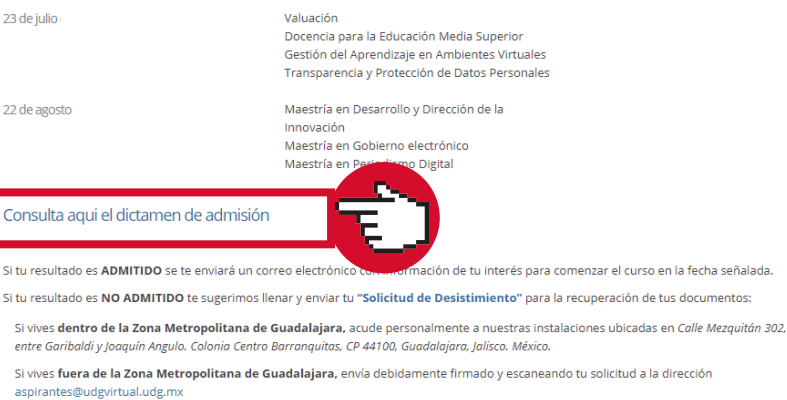 23 de julio
Valuación
Docencia para la Educación Media Superior
Gestión del Aprendizaje en Ambientes Virtuales
Transparencia y Protección de Datos Personales
22 de agosto
Maestría en Desarrollo y Dirección de la
Innovación
Maestría en Gobierno electrónico
Maestría en Periodismo Digital
Consulta aqui el dictamen de admisión
Si tu resultado es ADMITIDO se te enviará un correo electrónico con información de tu interés para comenzar el curso en la fecha señalada.
Si tu resultado es NO ADMITIDO te sugerimos llenar y enviar tu “Solicitud de Desistimiento” para la recuperación de tus documentos:
Si vives dentro de la Zona Metropolitana de Guadalajara, acude personalmente a nuestras instalaciones ubicadas en Calle Mezquitán 302,
entre Garibaldi y Joaquín Angulo. Colonia Centro Barranquitas, CP 44100, Guadalajara, Jalisco. México.
Si vives fuera de la Zona Metropolitana de Guadalajara, envía debidamente firmado y escaneando tu solicitud a la dirección
aspirantes@udgvirtual.udg.mx